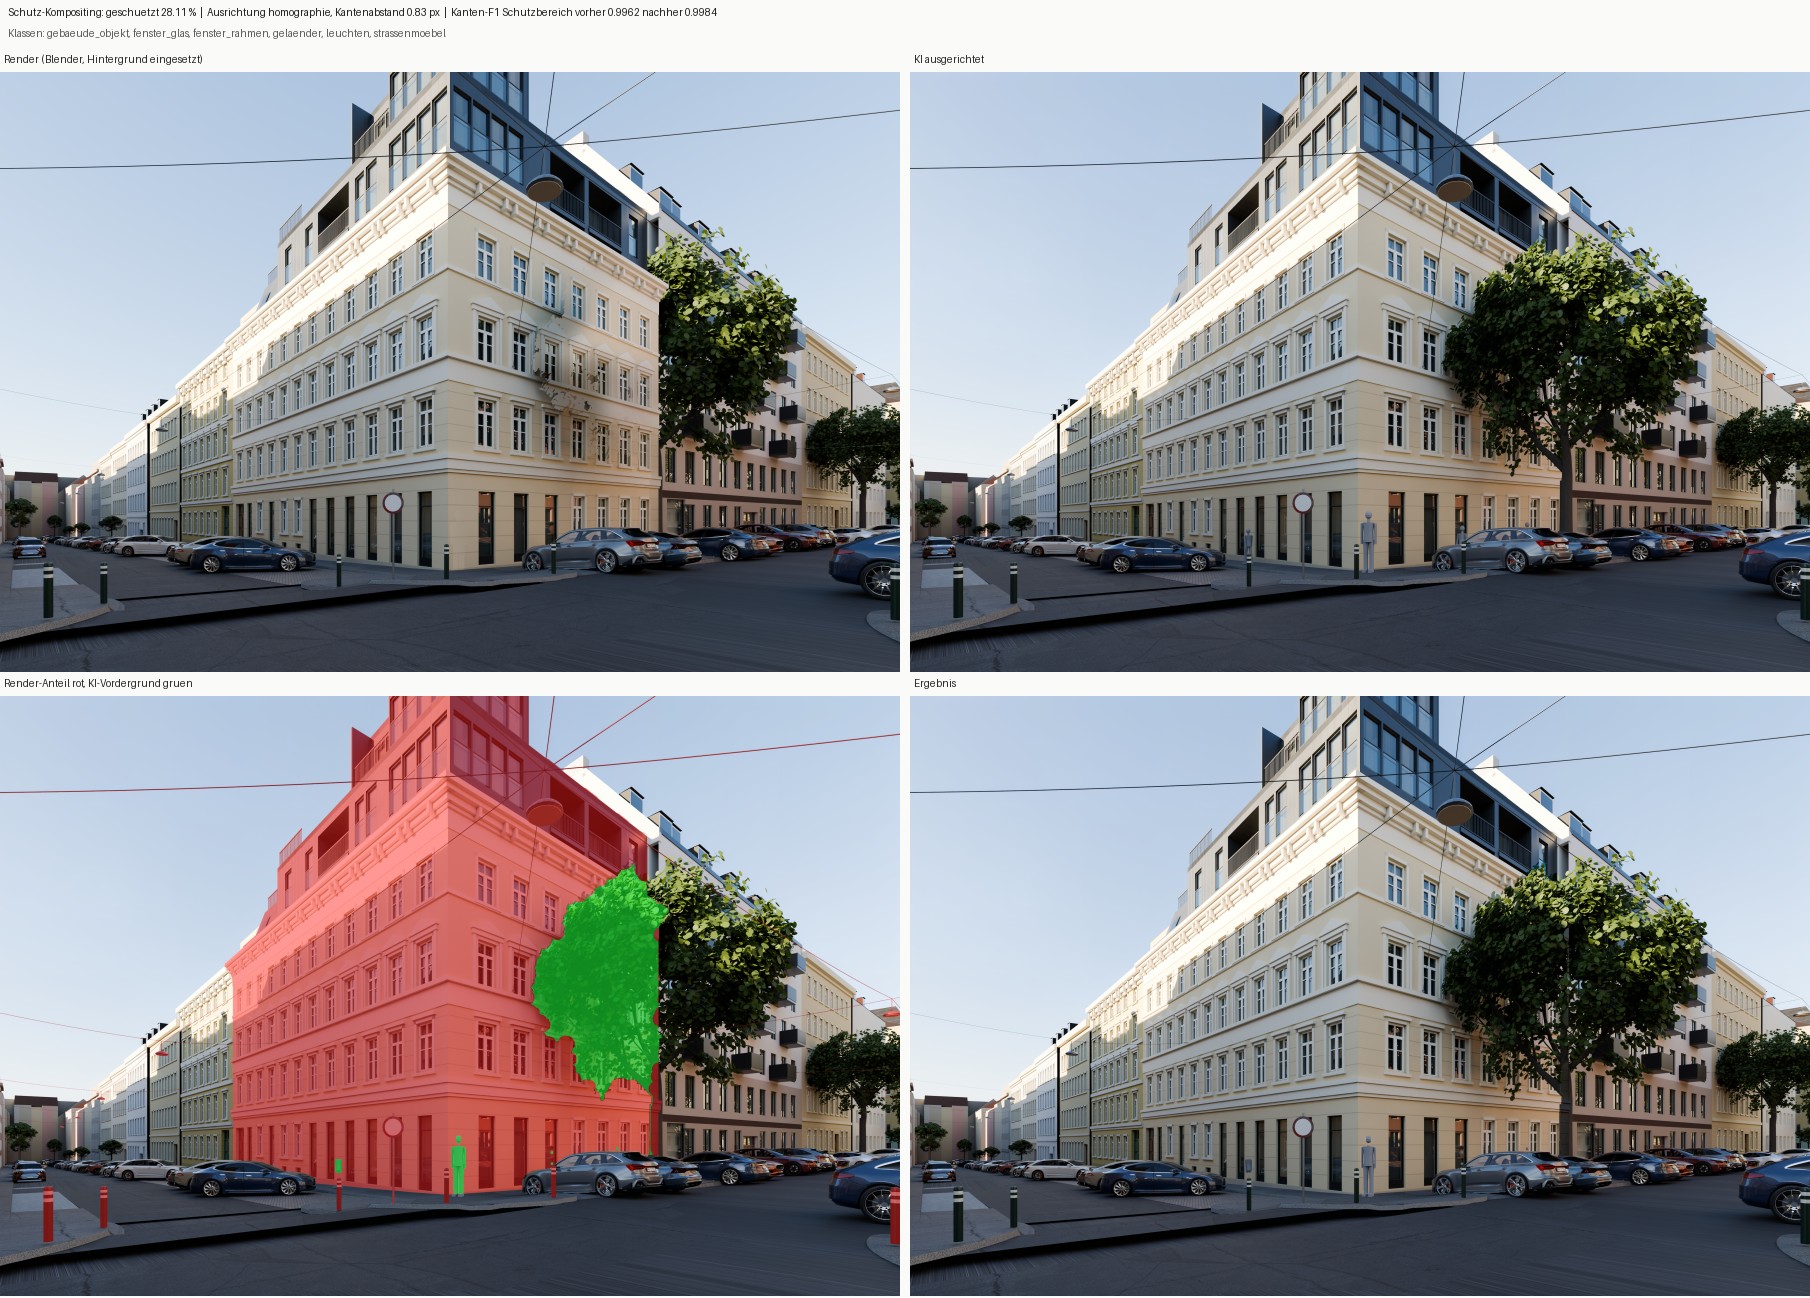 Schutz-Kompositing: geschuetzt 28.11 % | Ausrichtung homographie, Kantenabstand 0.83 px | Kanten-F1 Schutzbereich vorher 0.9962 nachher 0.9984
Klassen: gebaeude_objekt, fenster_glas, fenster_rahmen, gelaender, leuchten, strassenmoebel
Render (Blender, Hintergrund eingesetzt)
KI ausgerichtet
Render-Anteil rot, KI-Vordergrund gruen
Ergebnis